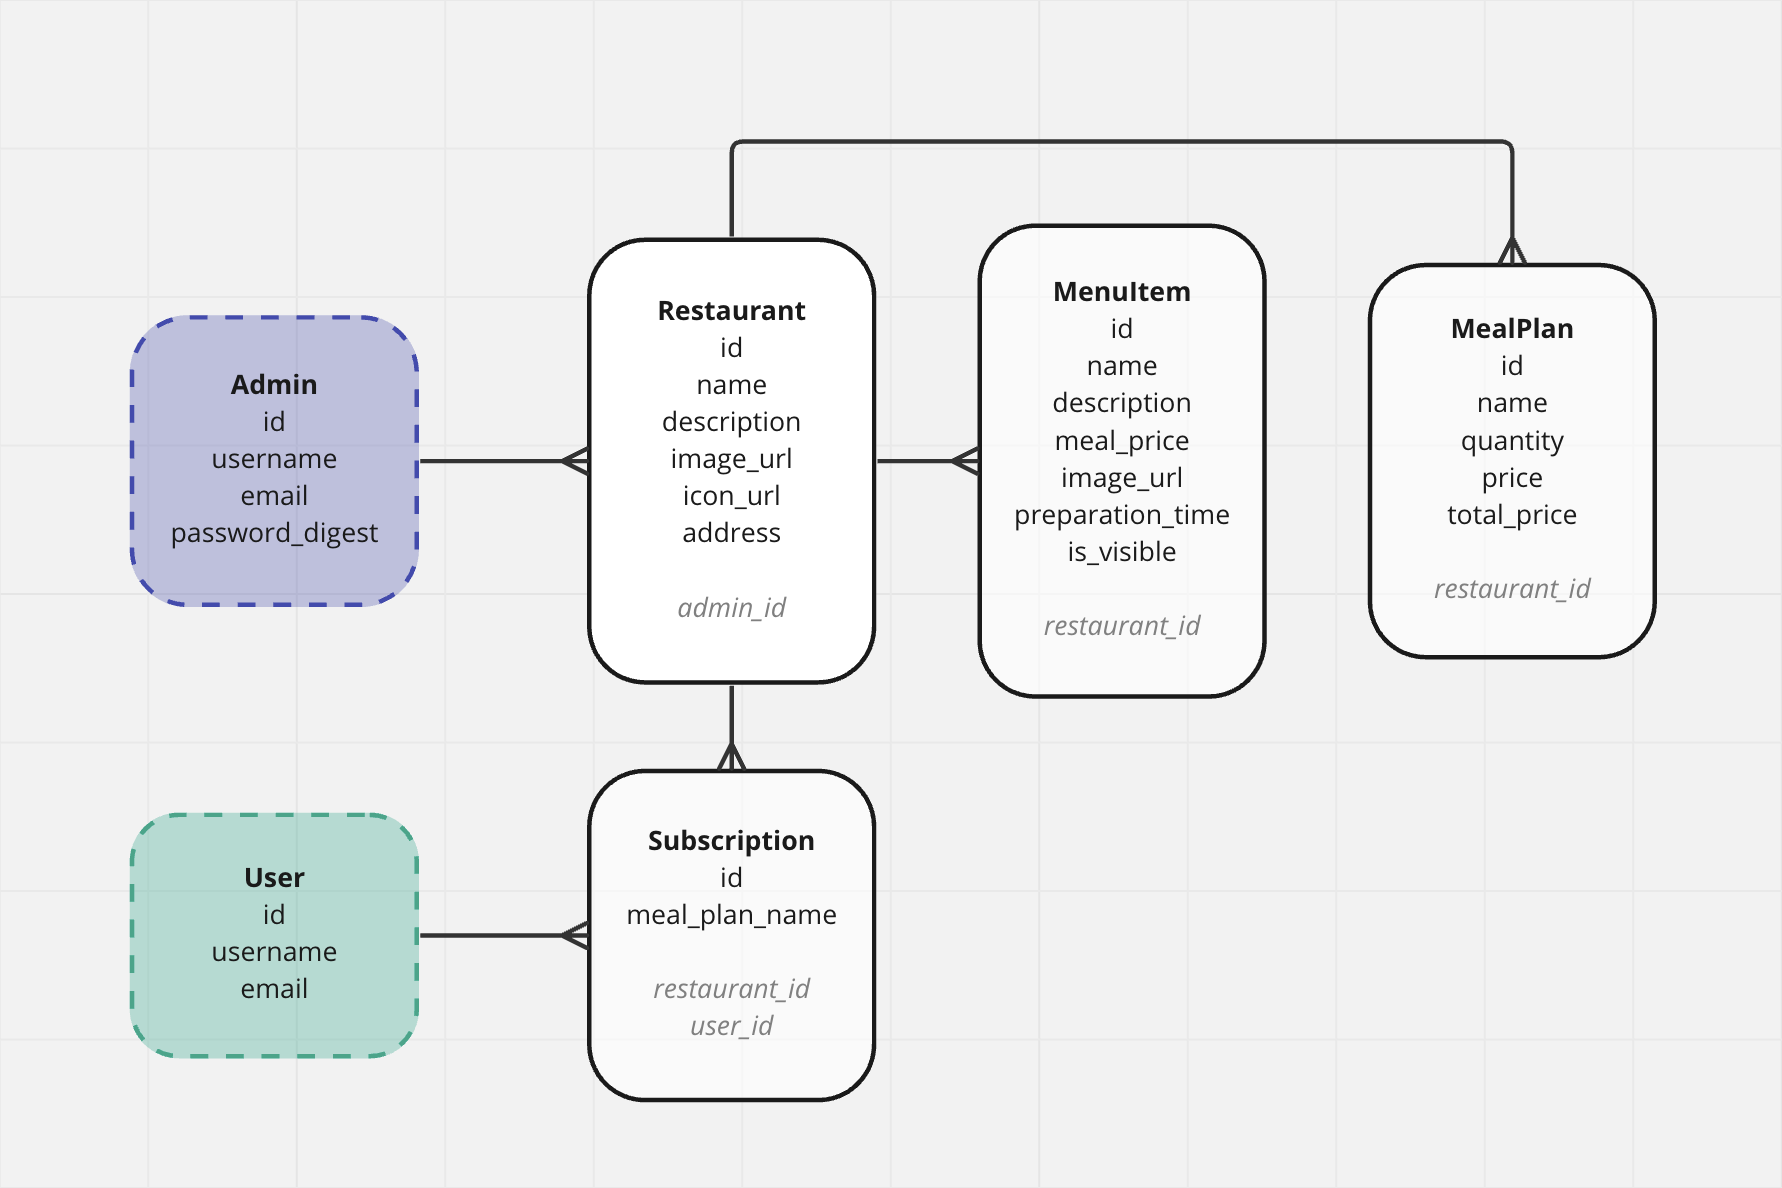 Admin
id
username
email
password_digest
Restaurant
id
name
description
image_url
icon_url
address
admin_id
MenuItem
id
name
description
meal_price
image_url
preparation_time
is_visible
restaurant_id
MealPlan
id
name
quantity
price
total_price
restaurant_id
User
id
username
email
Subscription
id
meal_plan_name
restaurant_id
user_id